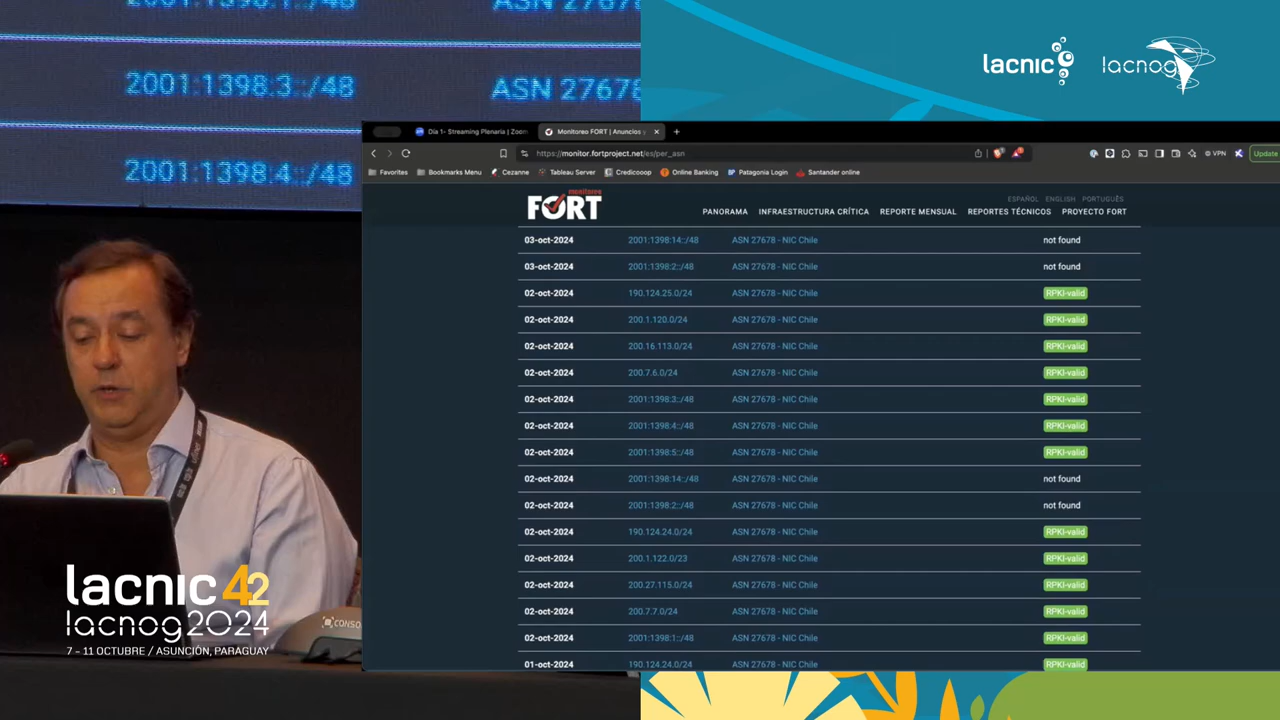 2001:1398:1::/48
ASN 27678
2001:1398:3::/48
ASN 27678
2001:1398:4::/48
lacnic
lacnog
Día 1- Streaming Plenaria | Zoom
Monitoreo FORT | Anuncios y
https://monitor.fortproject.net/es/per_asn
VPN
Update
Favorites
Bookmarks Menu
Cezanne
Tableau Server
Credicooop
Online Banking
Patagonia Login
Santander online
monitoreo
FORT
ESPAÑOL ENGLISH PORTUGUÊS
PANORAMA INFRAESTRUCTURA CRÍTICA REPORTE MENSUAL REPORTES TÉCNICOS PROYECTO FORT
03-oct-2024 2001:1398:14::/48 ASN 27678 - NIC Chile not found
03-oct-2024 2001:1398:2::/48 ASN 27678 - NIC Chile not found
02-oct-2024 190.124.25.0/24 ASN 27678 - NIC Chile RPKI-valid
02-oct-2024 200.1.120.0/24 ASN 27678 - NIC Chile RPKI-valid
02-oct-2024 200.16.113.0/24 ASN 27678 - NIC Chile RPKI-valid
02-oct-2024 200.7.6.0/24 ASN 27678 - NIC Chile RPKI-valid
02-oct-2024 2001:1398:3::/48 ASN 27678 - NIC Chile RPKI-valid
02-oct-2024 2001:1398:4::/48 ASN 27678 - NIC Chile RPKI-valid
02-oct-2024 2001:1398:5::/48 ASN 27678 - NIC Chile RPKI-valid
02-oct-2024 2001:1398:14::/48 ASN 27678 - NIC Chile not found
02-oct-2024 2001:1398:2::/48 ASN 27678 - NIC Chile not found
02-oct-2024 190.124.24.0/24 ASN 27678 - NIC Chile RPKI-valid
02-oct-2024 200.1.122.0/23 ASN 27678 - NIC Chile RPKI-valid
02-oct-2024 200.27.115.0/24 ASN 27678 - NIC Chile RPKI-valid
02-oct-2024 200.7.7.0/24 ASN 27678 - NIC Chile RPKI-valid
02-oct-2024 2001:1398:1::/48 ASN 27678 - NIC Chile RPKI-valid
01-oct-2024 190.124.24.0/24 ASN 27678 - NIC Chile RPKI-valid
lacnic 42
lacnog2024
7 - 11 OCTUBRE / ASUNCIÓN, PARAGUAY